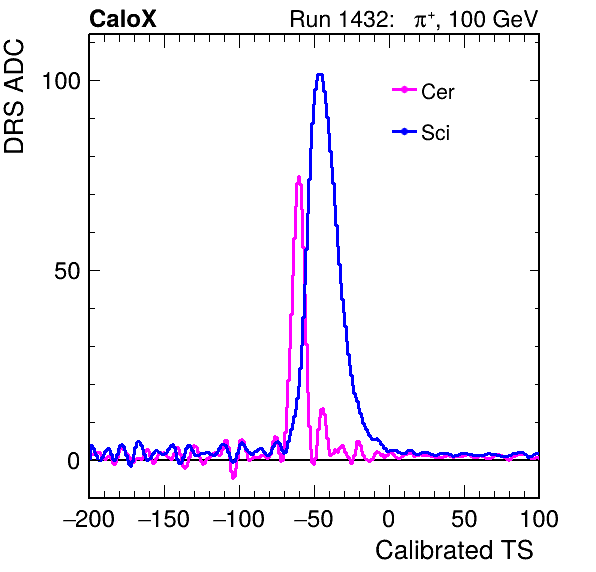 CaloX Run 1432: π⁺, 100 GeV
DRS ADC
100
50
0
Cer
Sci
−200 −150 −100 −50 0 50 100
Calibrated TS